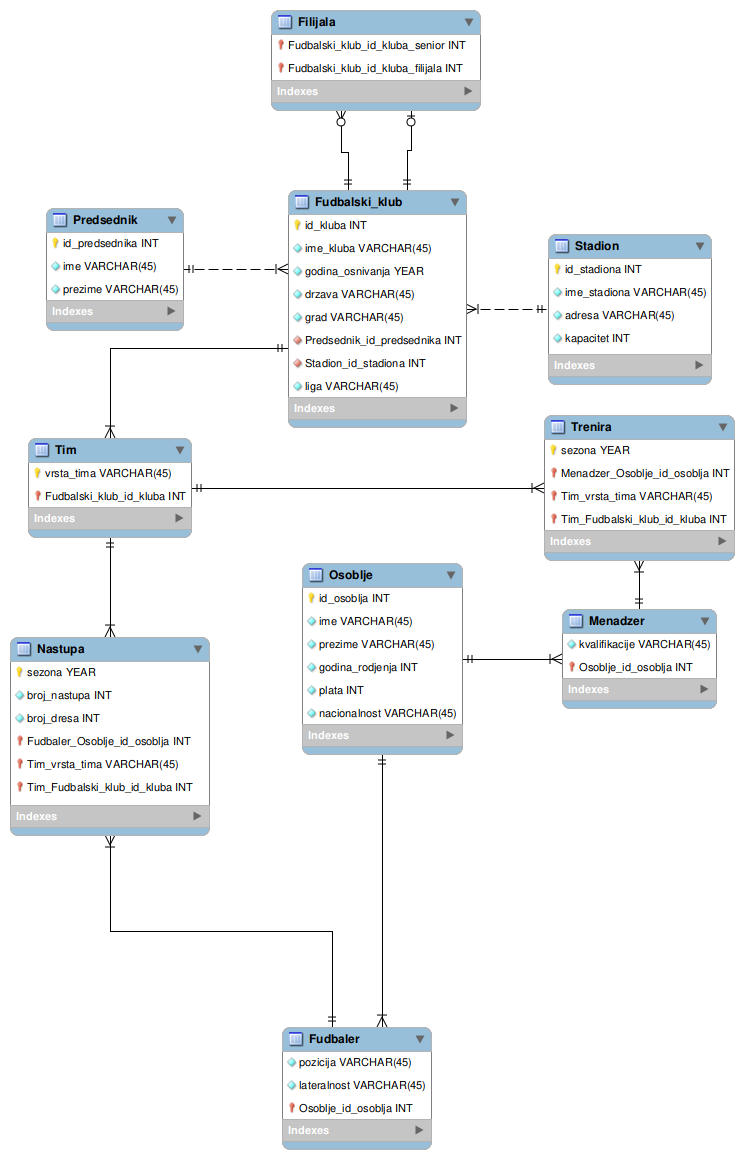 Filijala
Fudbalski_klub_id_kluba_senior INT
Fudbalski_klub_id_kluba_filijala INT
Indexes
Predsednik
id_predsednika INT
ime VARCHAR(45)
prezime VARCHAR(45)
Indexes
Fudbalski_klub
id_kluba INT
ime_kluba VARCHAR(45)
godina_osnivanja YEAR
drzava VARCHAR(45)
grad VARCHAR(45)
Predsednik_id_predsednika INT
Stadion_id_stadiona INT
liga VARCHAR(45)
Indexes
Stadion
id_stadiona INT
ime_stadiona VARCHAR(45)
adresa VARCHAR(45)
kapacitet INT
Indexes
Tim
vrsta_tima VARCHAR(45)
Fudbalski_klub_id_kluba INT
Indexes
Trenira
sezona YEAR
Menadzer_Osoblje_id_osoblja INT
Tim_vrsta_tima VARCHAR(45)
Tim_Fudbalski_klub_id_kluba INT
Indexes
Osoblje
id_osoblja INT
ime VARCHAR(45)
prezime VARCHAR(45)
godina_rodjenja INT
plata INT
nacionalnost VARCHAR(45)
Indexes
Menadzer
kvalifikacije VARCHAR(45)
Osoblje_id_osoblja INT
Indexes
Nastupa
sezona YEAR
broj_nastupa INT
broj_dresa INT
Fudbaler_Osoblje_id_osoblja INT
Tim_vrsta_tima VARCHAR(45)
Tim_Fudbalski_klub_id_kluba INT
Indexes
Fudbaler
pozicija VARCHAR(45)
lateralnost VARCHAR(45)
Osoblje_id_osoblja INT
Indexes